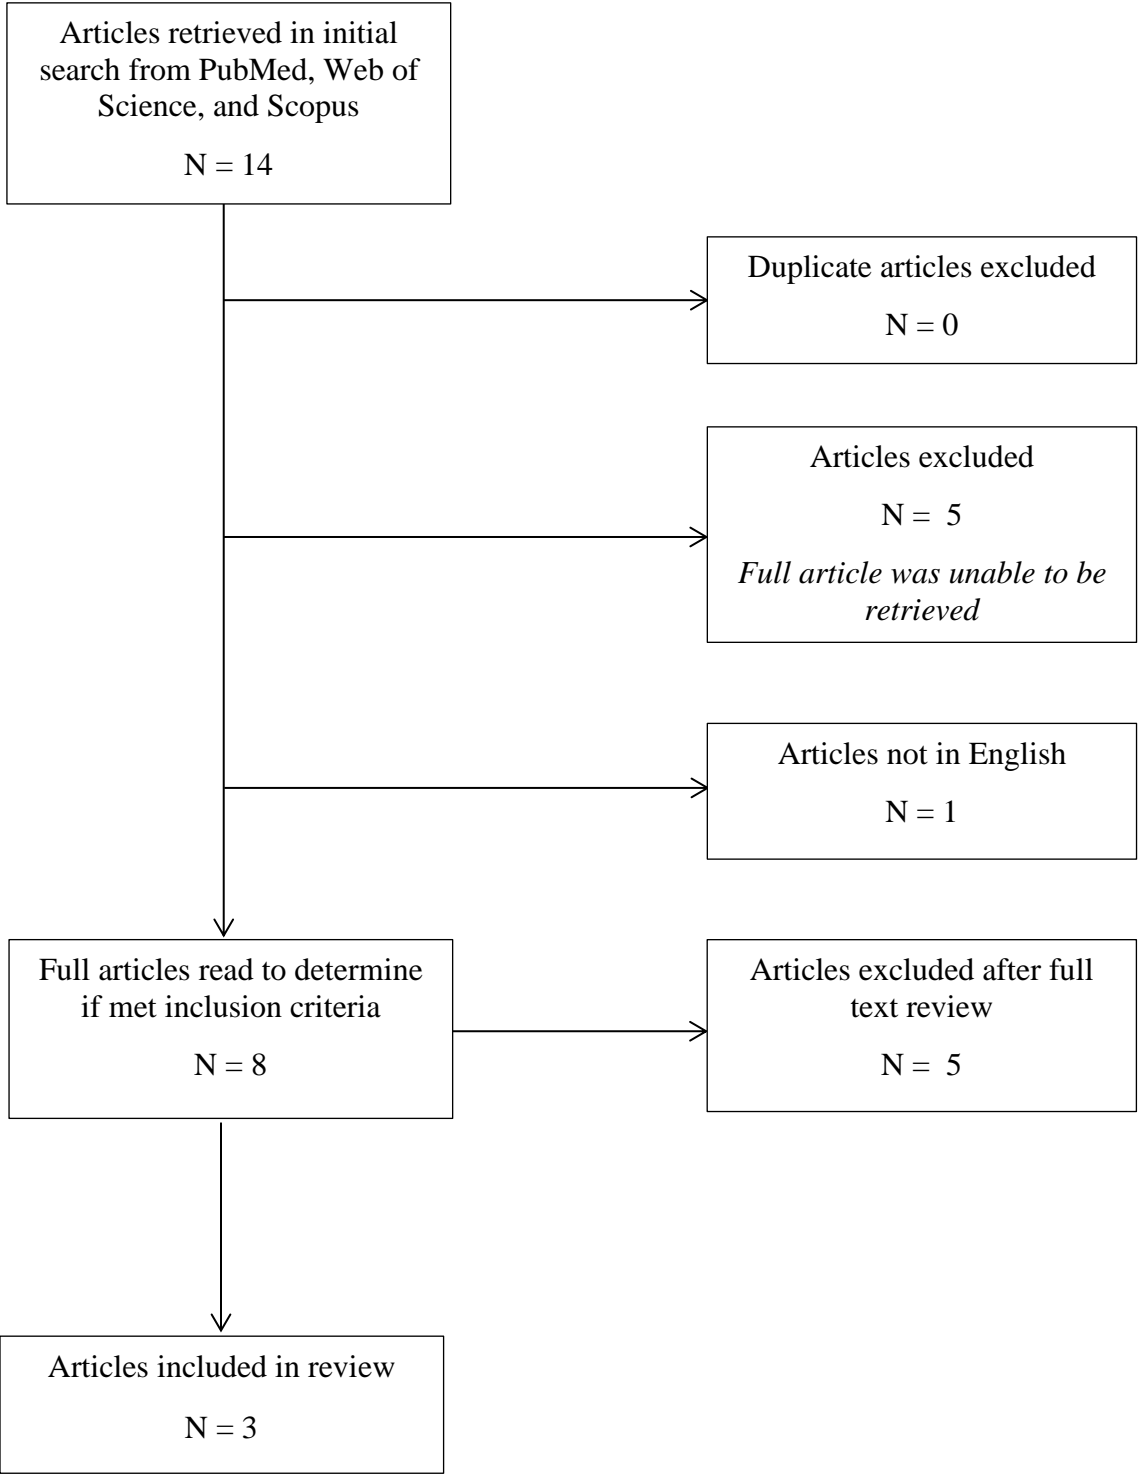 Articles retrieved in initial
search from PubMed, Web of
Science, and Scopus
N = 14
Duplicate articles excluded
N = 0
Articles excluded
N =  5
Full article was unable to be
retrieved
Articles not in English
N = 1
Full articles read to determine
if met inclusion criteria
N = 8
Articles excluded after full
text review
N =  5
Articles included in review
N = 3